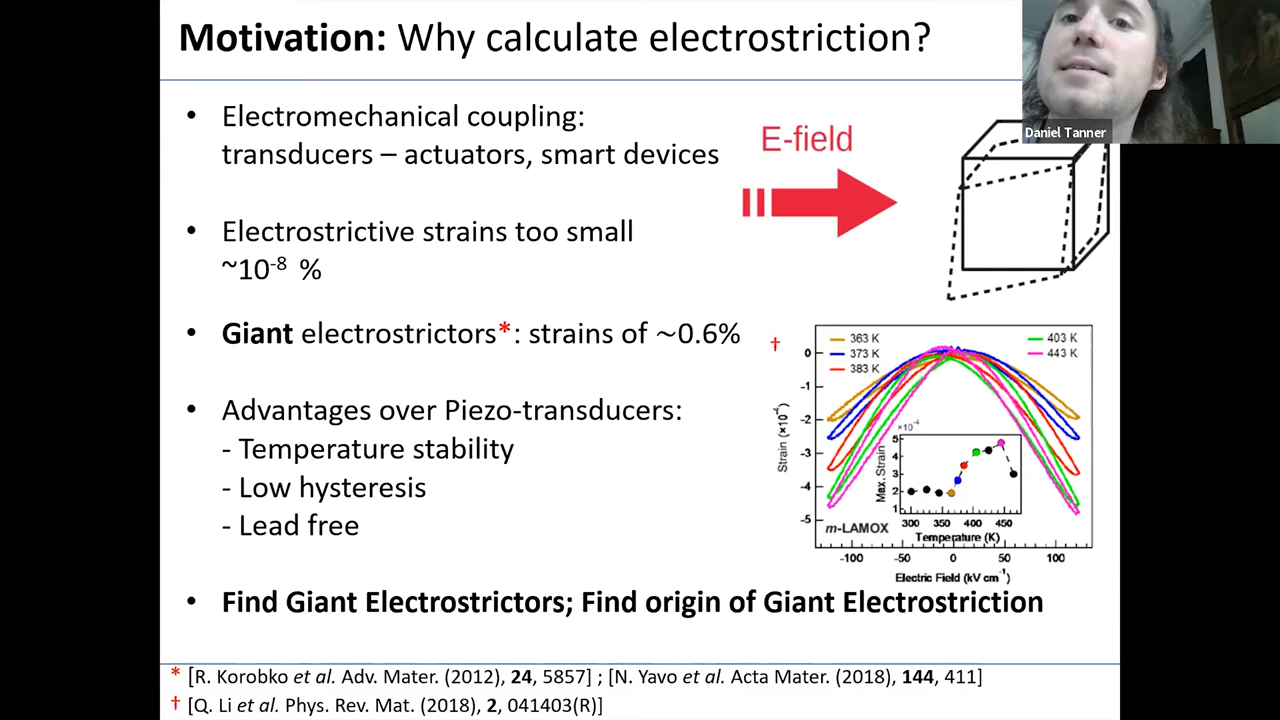 Motivation: Why calculate electrostriction?
Daniel Tanner
• Electromechanical coupling:
transducers – actuators, smart devices
E-field
• Electrostrictive strains too small
~10⁻⁸ %
• Giant electrostrictors*: strains of ~0.6%
• Advantages over Piezo-transducers:
- Temperature stability
- Low hysteresis
- Lead free
†
363 K
373 K
383 K
403 K
443 K
Strain (×10⁻⁴)
0
-1
-2
-3
-4
-5
×10⁻⁴
Max. Strain
5
4
3
2
1
300 350 400 450
Temperature (K)
m-LAMOX
-100 -50 0 50 100
Electric Field (kV cm⁻¹)
• Find Giant Electrostrictors; Find origin of Giant Electrostriction
* [R. Korobko et al. Adv. Mater. (2012), 24, 5857] ; [N. Yavo et al. Acta Mater. (2018), 144, 411]
† [Q. Li et al. Phys. Rev. Mat. (2018), 2, 041403(R)]